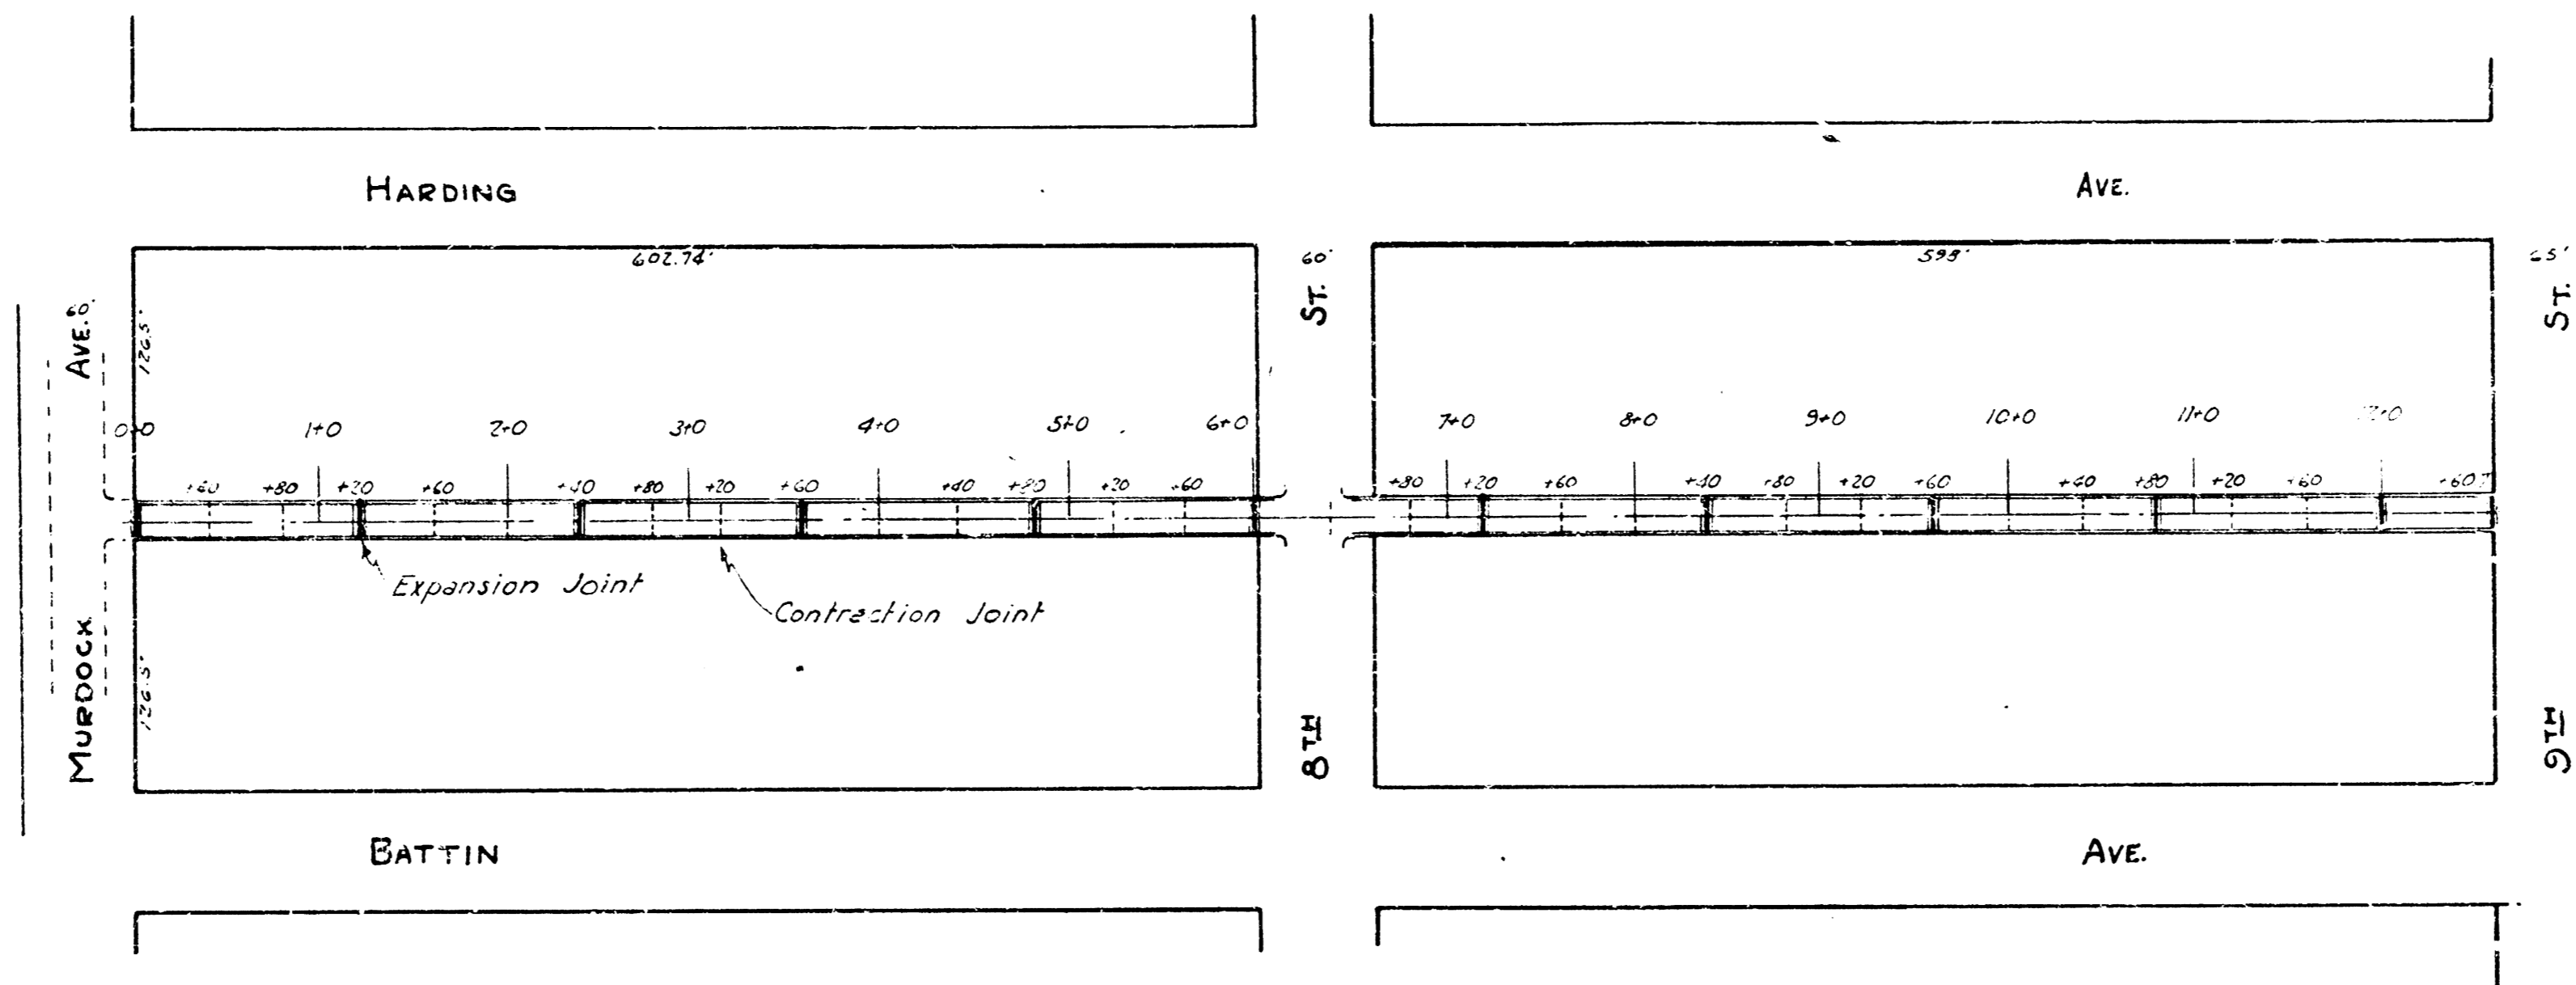 HARDING AVE.
602.74' 60' 598' 65'
AVE. 60' 126.5' ST. ST.
0+0 1+0 2+0 3+0 4+0 5+0 6+0 7+0 8+0 9+0 10+0 11+0 12+0
+40 +80 +20 +60 +40 +80 +20 +60 +40 +80 +20 +60 +80 +20 +60 +40 +80 +20 +60 +40 +80 +20 +60
Expansion Joint
Contraction Joint
MURDOCK 126.5' 8TH 9TH
BATTIN AVE.